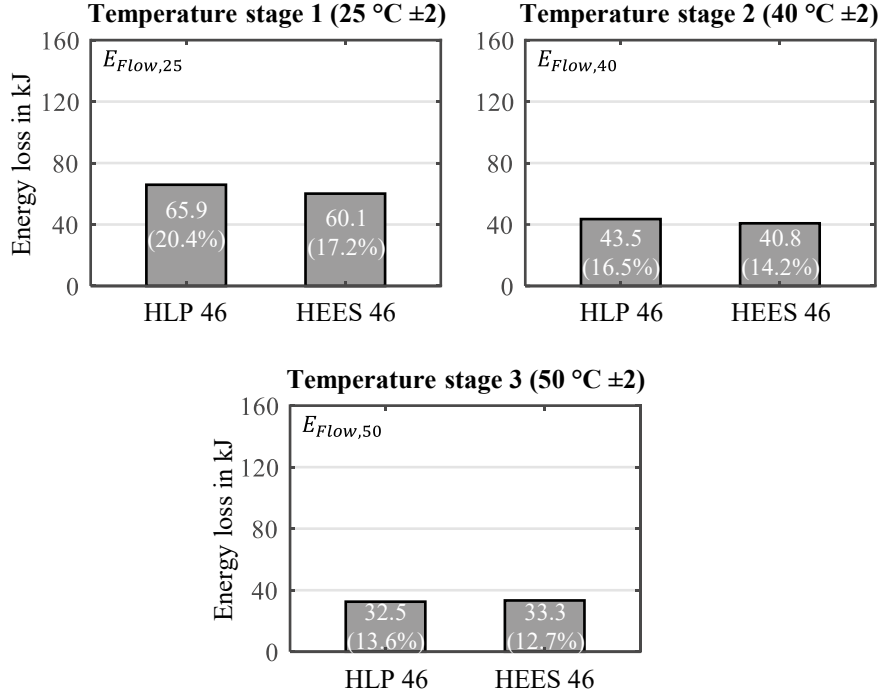 Temperature stage 1 (25 °C ±2)
Energy loss in kJ
160
120
80
40
0
E_Flow,25
65.9
(20.4%)
60.1
(17.2%)
HLP 46
HEES 46
Temperature stage 2 (40 °C ±2)
160
120
80
40
0
E_Flow,40
43.5
(16.5%)
40.8
(14.2%)
HLP 46
HEES 46
Temperature stage 3 (50 °C ±2)
Energy loss in kJ
160
120
80
40
0
E_Flow,50
32.5
(13.6%)
33.3
(12.7%)
HLP 46
HEES 46